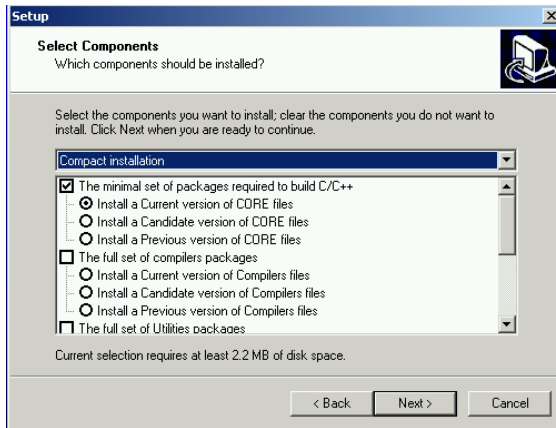 Setup
Select Components
Which components should be installed?
Select the components you want to install; clear the components you do not want to
install. Click Next when you are ready to continue.
Compact installation
The minimal set of packages required to build C/C++
Install a Current version of CORE files
Install a Candidate version of CORE files
Install a Previous version of CORE files
The full set of compilers packages
Install a Current version of Compilers files
Install a Candidate version of Compilers files
Install a Previous version of Compilers files
The full set of Utilities packages
Current selection requires at least 2.2 MB of disk space.
< Back
Next >
Cancel